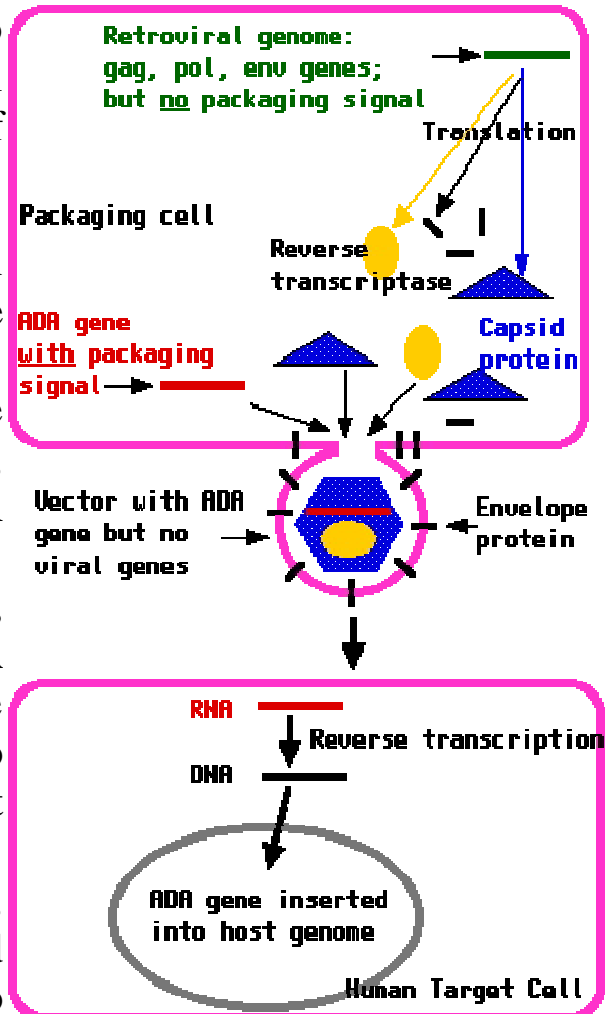 Retroviral genome:
gag, pol, env genes;
but no packaging signal
Translation
Packaging cell
Reverse
transcriptase
ADA gene
with packaging
signal
Capsid
protein
Vector with ADA
gene but no
viral genes
Envelope
protein
RNA
Reverse transcription
DNA
ADA gene inserted
into host genome
Human Target Cell